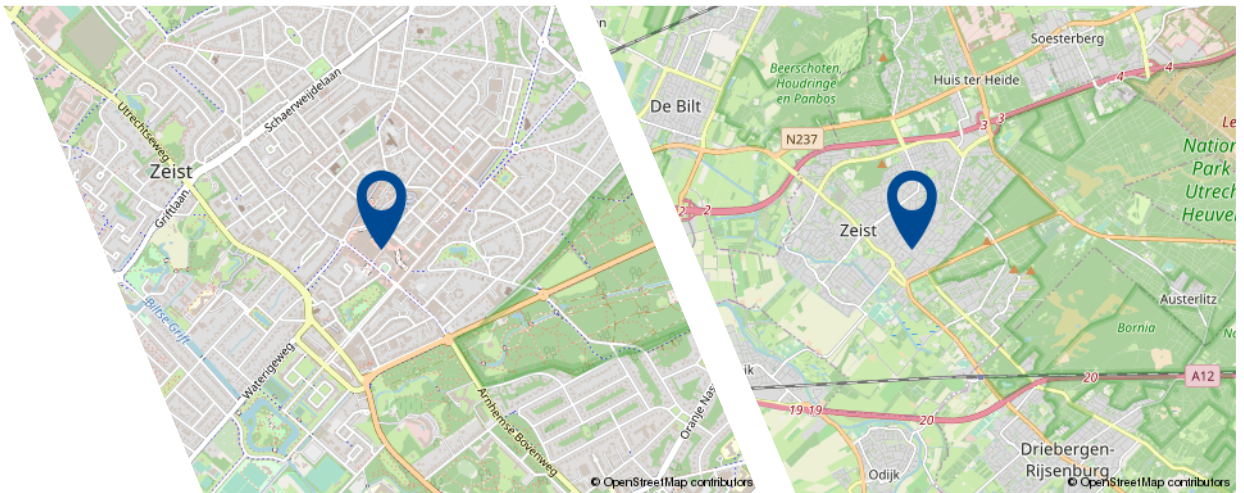 Utrechtseweg
Schaerweijdelaan
Zeist
Griftlaan
Biltse Grift
Waterigeweg
Arnhemse Bovenweg
Oranje Nas
© OpenStreetMap contributors
Soesterberg
Beerschoten,
Houdringe
en Panbos
Huis ter Heide
4
4
De Bilt
N237
3
3
Nation
Park
Utrech
Heuvel
2
2
Zeist
Austerlitz
Bornia
20
A12
19 19
20
Driebergen-
Rijsenburg
Odijk
© OpenStreetMap contributors